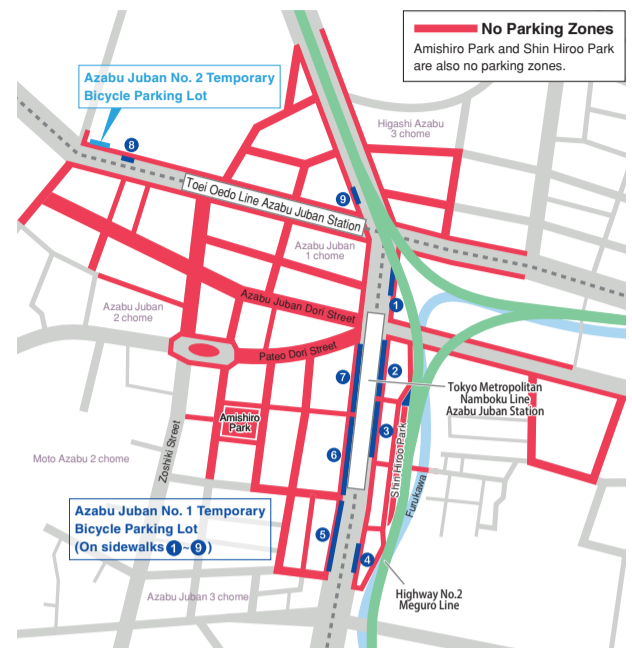 No Parking Zones
Amishiro Park and Shin Hiroo Park
are also no parking zones.
Azabu Juban No. 2 Temporary
Bicycle Parking Lot
Higashi Azabu
3 chome
8
9
Toei Oedo Line Azabu Juban Station
Azabu Juban
1 chome
Azabu Juban
2 chome
Azabu Juban Dori Street
1
Pateo Dori Street
2
7
Tokyo Metropolitan
Namboku Line
Azabu Juban Station
Amishiro
Park
3
Shin Hiroo Park
Zoshiki Street
Moto Azabu 2 chome
6
Furukawa
Azabu Juban No. 1 Temporary
Bicycle Parking Lot
(On sidewalks 1~9)
5
4
Highway No.2
Meguro Line
Azabu Juban 3 chome